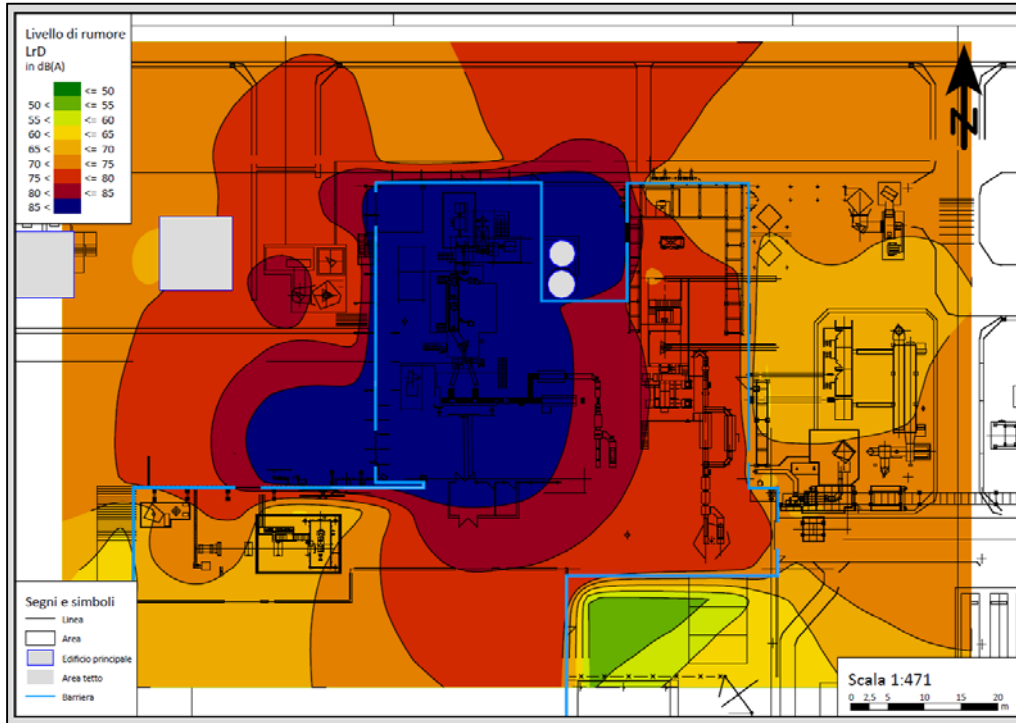 Livello di rumore
LrD
in dB(A)
<= 50
50 < <= 55
55 < <= 60
60 < <= 65
65 < <= 70
70 < <= 75
75 < <= 80
80 < <= 85
85 <
N
Segni e simboli
Linea
Area
Edificio principale
Area tetto
Barriera
Scala 1:471
0 2,5 5 10 15 20
m